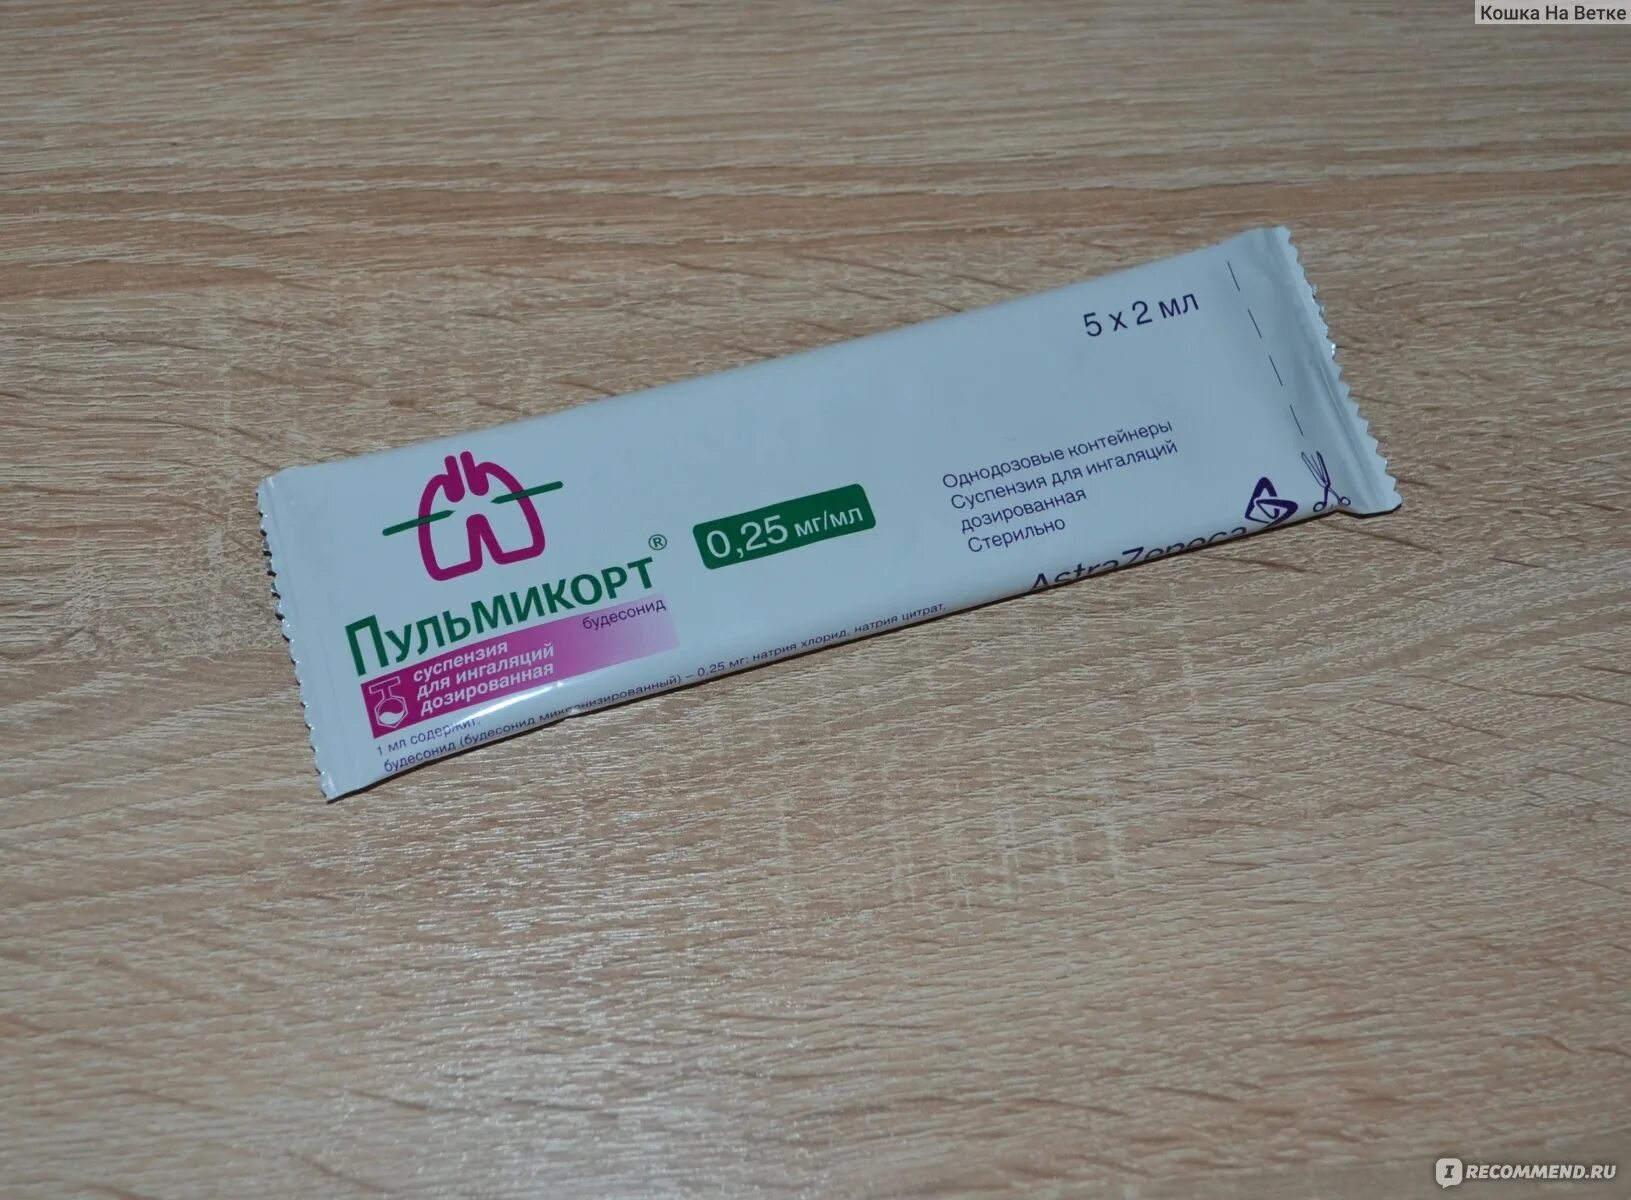 Кошка На Ветке
5 x 2 мл
Пульмикорт®
будесонид
суспензия
для ингаляций
дозированная
0,25 мг/мл
Однодозовые контейнеры
Суспензия для ингаляций
дозированная
Стерильно
AstraZeneca
1 мл содержит:
будесонид (будесонид микронизированный) – 0,25 мг; натрия хлорид, натрия цитрат,
IRECOMMEND.RU